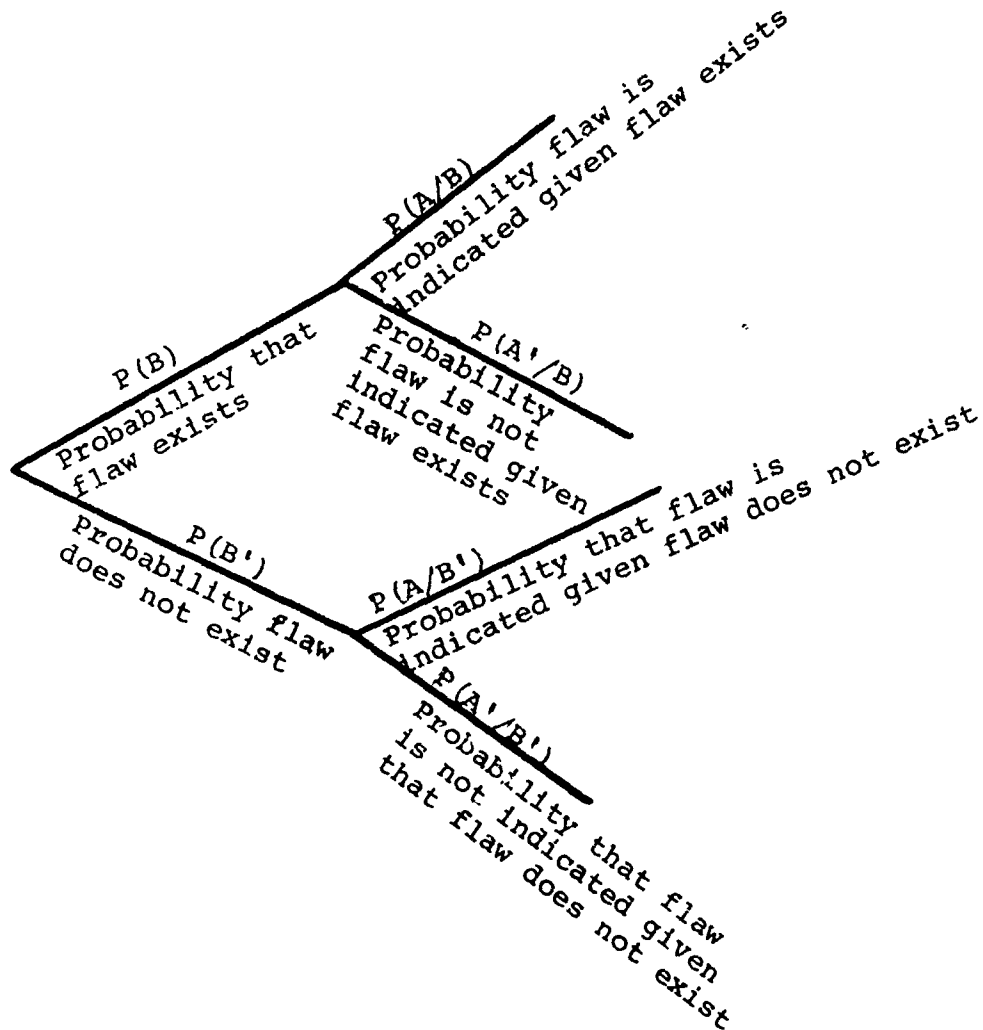 P(A/B)
Probability flaw is
indicated given flaw exists
P(A'/B)
Probability
flaw is not
indicated given
flaw exists
P(B)
Probability that
flaw exists
P(B')
Probability flaw
does not exist
P(A/B')
Probability that flaw is
indicated given flaw does not exist
P(A'/B')
Probability that flaw
is not indicated given
that flaw does not exist